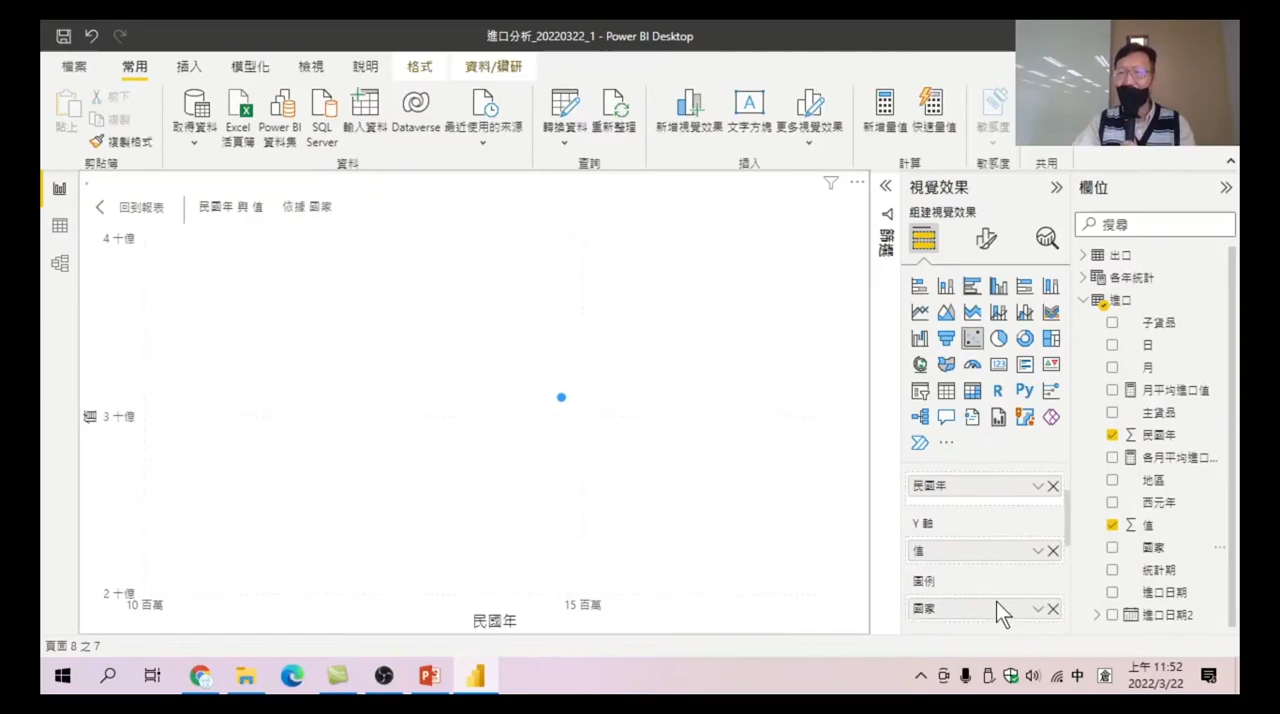 進口分析_20220322_1 - Power BI Desktop
檔案 常用 插入 模型化 檢視 說明 格式 資料/鑽研
貼上 剪下 複製 複製格式
取得資料 Excel 活頁簿 Power BI 資料集 SQL Server 輸入資料 Dataverse 最近使用的來源
轉換資料 重新整理 新增視覺效果 文字方塊 更多視覺效果 新增量值 快速量值 敏感度
剪貼簿 資料 查詢 插入 計算 敏感度 共用
回到報表 民國年 與 值 依據 國家
4 十億
值 3 十億
2 十億
10 百萬 15 百萬
民國年
篩選
視覺效果
組建視覺效果
R Py
123
民國年
Y 軸
值
圖例
國家
欄位
搜尋
出口
各年統計
進口
子貨品
日
月
月平均進口值
主貨品
民國年
各月平均進口...
地區
西元年
值
國家
統計期
進口日期
進口日期2
頁面 8 之 7
中
上午 11:52
2022/3/22